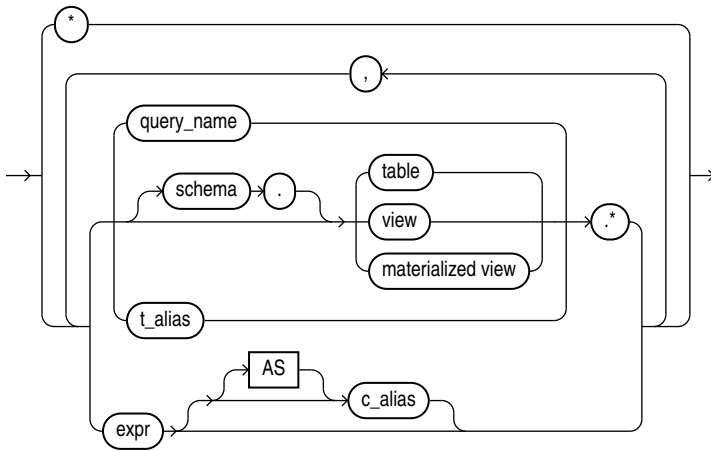 *
,
query_name
schema . table
view .*
materialized view
t_alias
AS
c_alias
expr